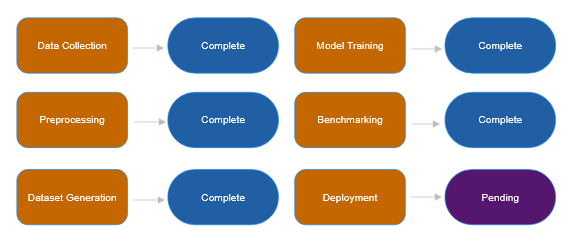 Data Collection
Complete
Model Training
Complete
Preprocessing
Complete
Benchmarking
Complete
Dataset Generation
Complete
Deployment
Pending